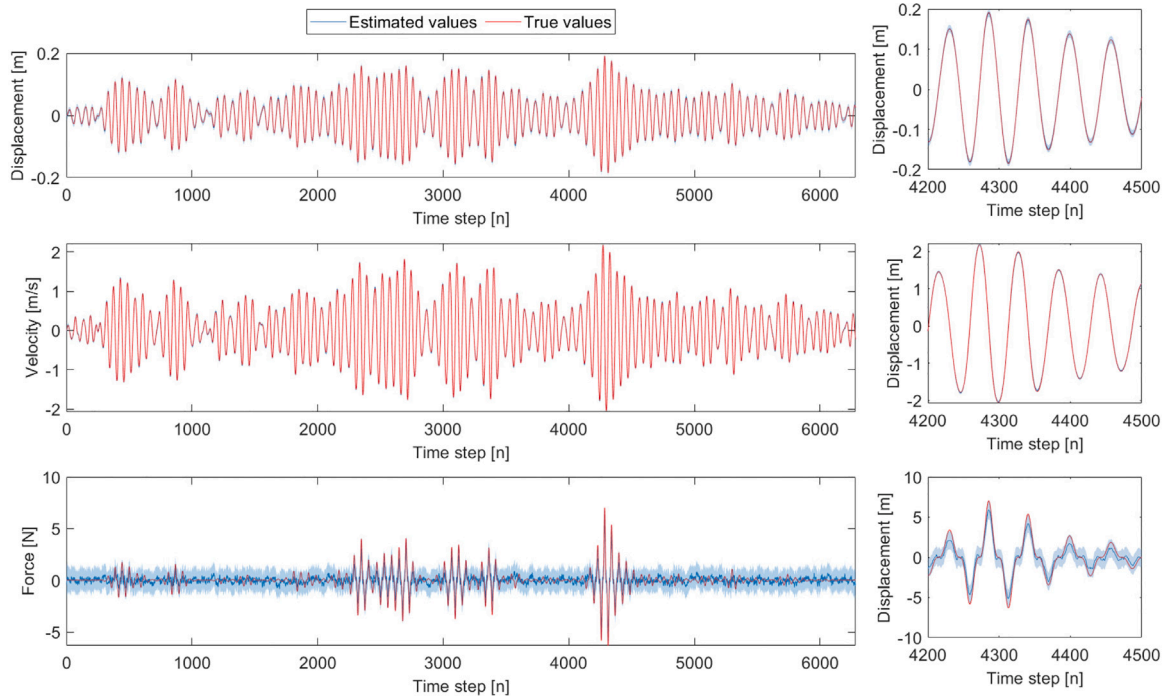 Estimated values True values
Displacement [m]
0.2
0
-0.2
0 1000 2000 3000 4000 5000 6000
Time step [n]
Displacement [m]
0.2
0.1
0
-0.1
-0.2
4200 4300 4400 4500
Time step [n]
Velocity [m/s]
2
1
0
-1
-2
0 1000 2000 3000 4000 5000 6000
Time step [n]
Displacement [m]
2
1
0
-1
-2
4200 4300 4400 4500
Time step [n]
Force [N]
10
5
0
-5
0 1000 2000 3000 4000 5000 6000
Time step [n]
Displacement [m]
10
5
0
-5
-10
4200 4300 4400 4500
Time step [n]